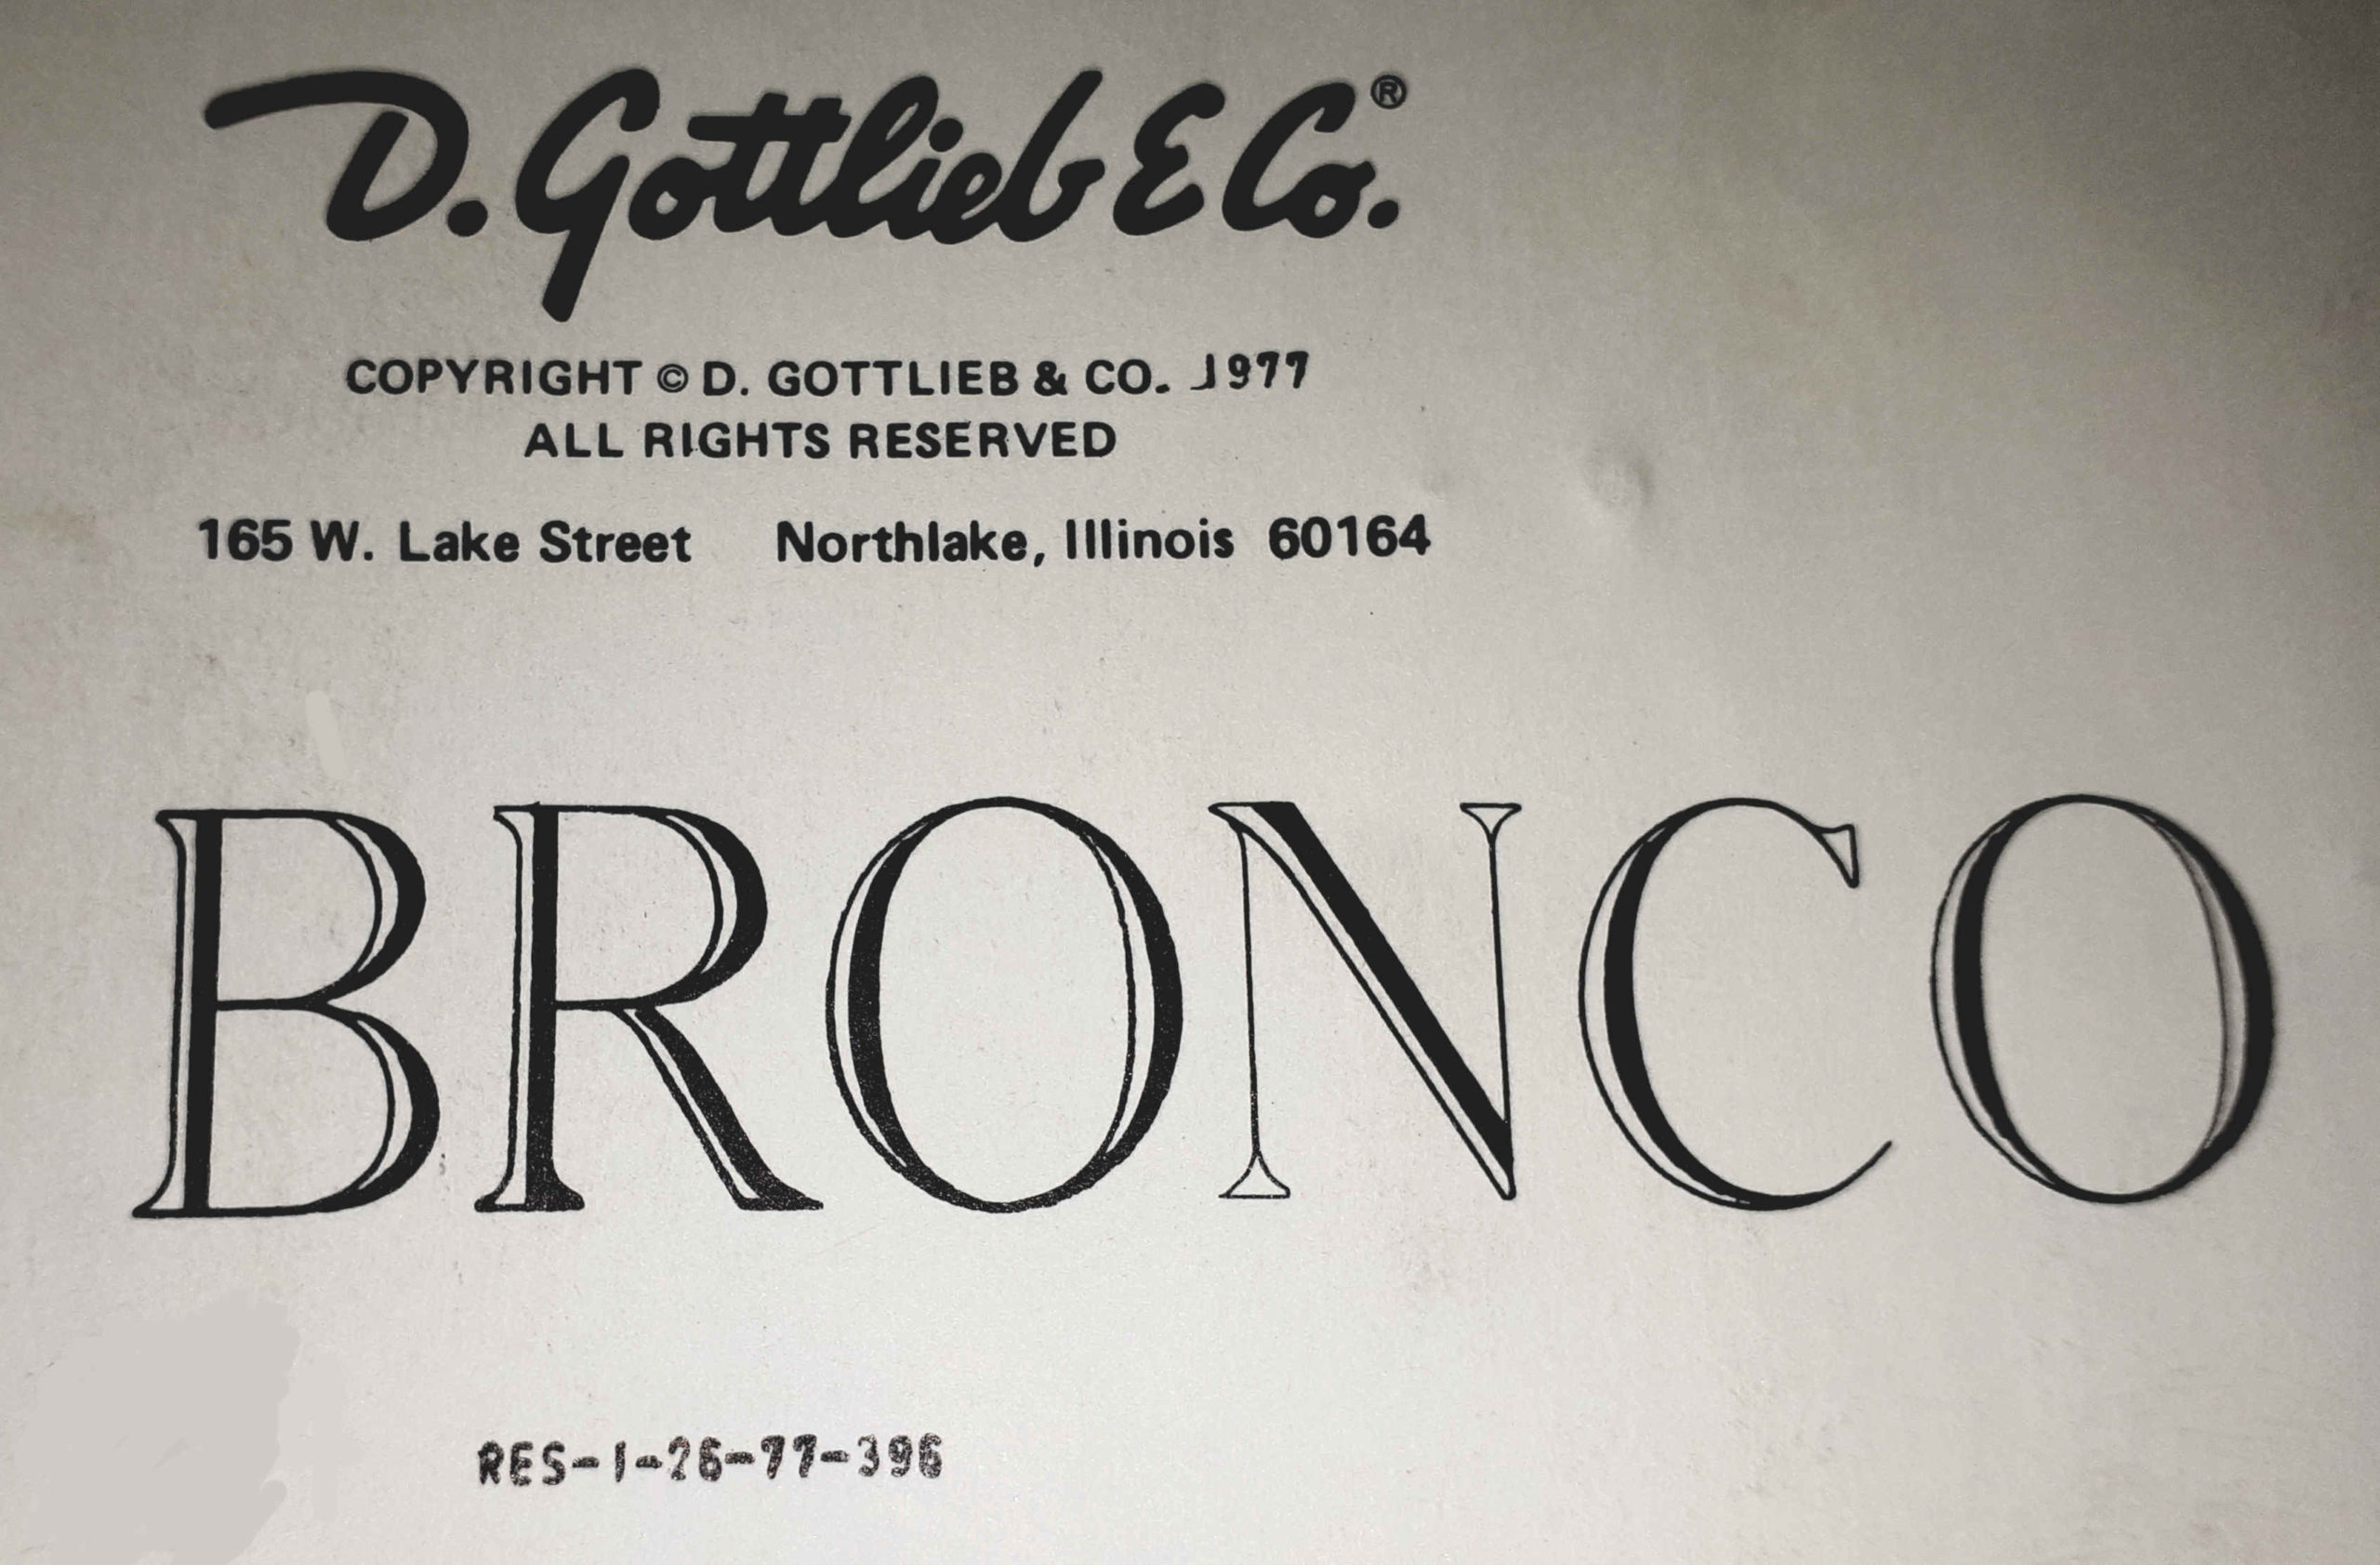 D. Gottlieb & Co.®
COPYRIGHT © D. GOTTLIEB & CO. 1977
ALL RIGHTS RESERVED
165 W. Lake Street Northlake, Illinois 60164
BRONCO
RES-1-26-77-396